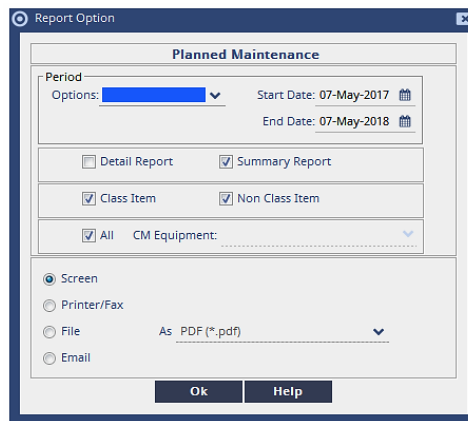 Report Option
Planned Maintenance
Period
Options: Start Date: 07-May-2017
End Date: 07-May-2018
Detail Report Summary Report
Class Item Non Class Item
All CM Equipment:
Screen
Printer/Fax
File As PDF (*.pdf)
Email
Ok Help